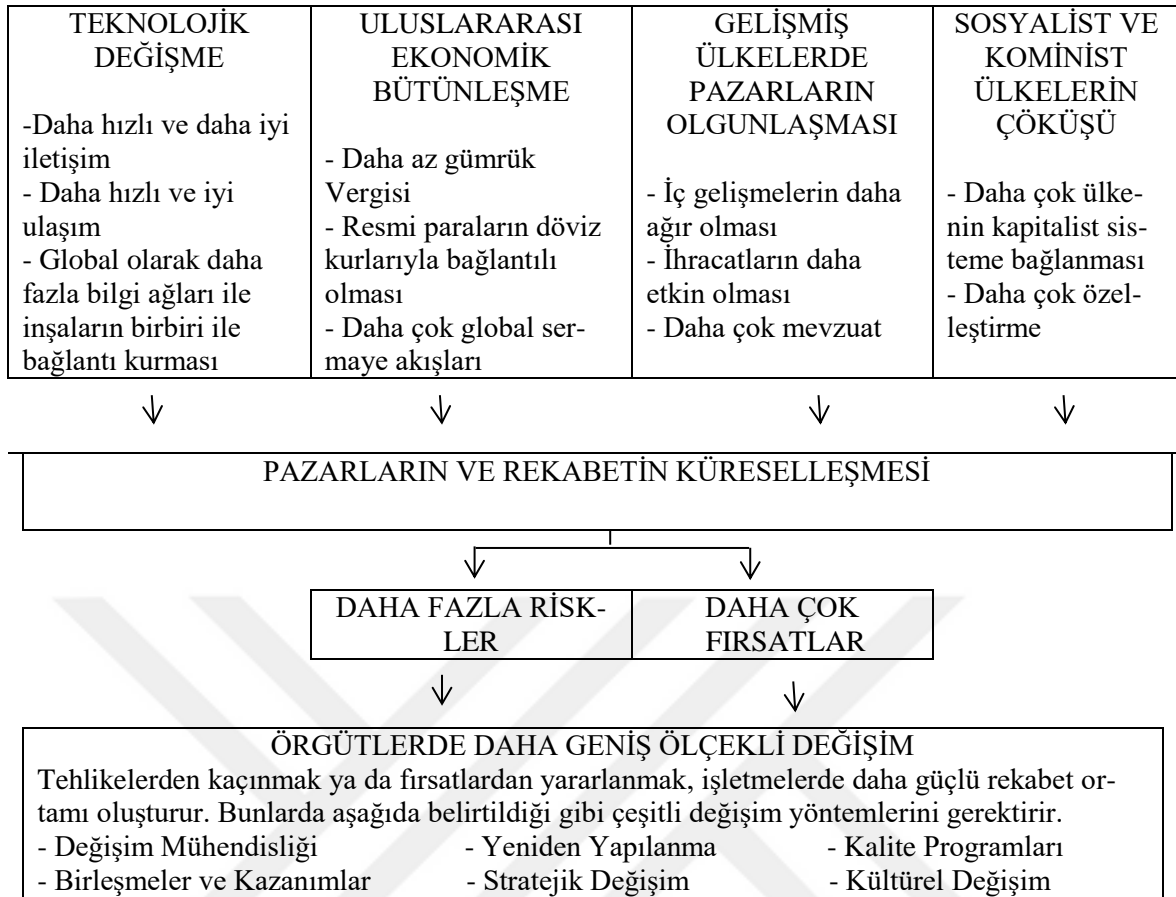 TEKNOLOJİK
DEĞİŞME
-Daha hızlı ve daha iyi
iletişim
- Daha hızlı ve iyi
ulaşım
- Global olarak daha
fazla bilgi ağları ile
inşaların birbiri ile
bağlantı kurması
ULUSLARARASI
EKONOMİK
BÜTÜNLEŞME
- Daha az gümrük
Vergisi
- Resmi paraların döviz
kurlarıyla bağlantılı
olması
- Daha çok global ser-
maye akışları
GELİŞMİŞ
ÜLKELERDE
PAZARLARIN
OLGUNLAŞMASI
- İç gelişmelerin daha
ağır olması
- İhracatların daha
etkin olması
- Daha çok mevzuat
SOSYALİST VE
KOMİNİST
ÜLKELERİN
ÇÖKÜŞÜ
- Daha çok ülke-
nin kapitalist sis-
teme bağlanması
- Daha çok özel-
leştirme
PAZARLARIN VE REKABETİN KÜRESELLEŞMESİ
DAHA FAZLA RİSK-
LER
DAHA ÇOK
FIRSATLAR
ÖRGÜTLERDE DAHA GENİŞ ÖLÇEKLİ DEĞİŞİM
Tehlikelerden kaçınmak ya da fırsatlardan yararlanmak, işletmelerde daha güçlü rekabet or-
tamı oluşturur. Bunlarda aşağıda belirtildiği gibi çeşitli değişim yöntemlerini gerektirir.
- Değişim Mühendisliği - Yeniden Yapılanma - Kalite Programları
- Birleşmeler ve Kazanımlar - Stratejik Değişim - Kültürel Değişim